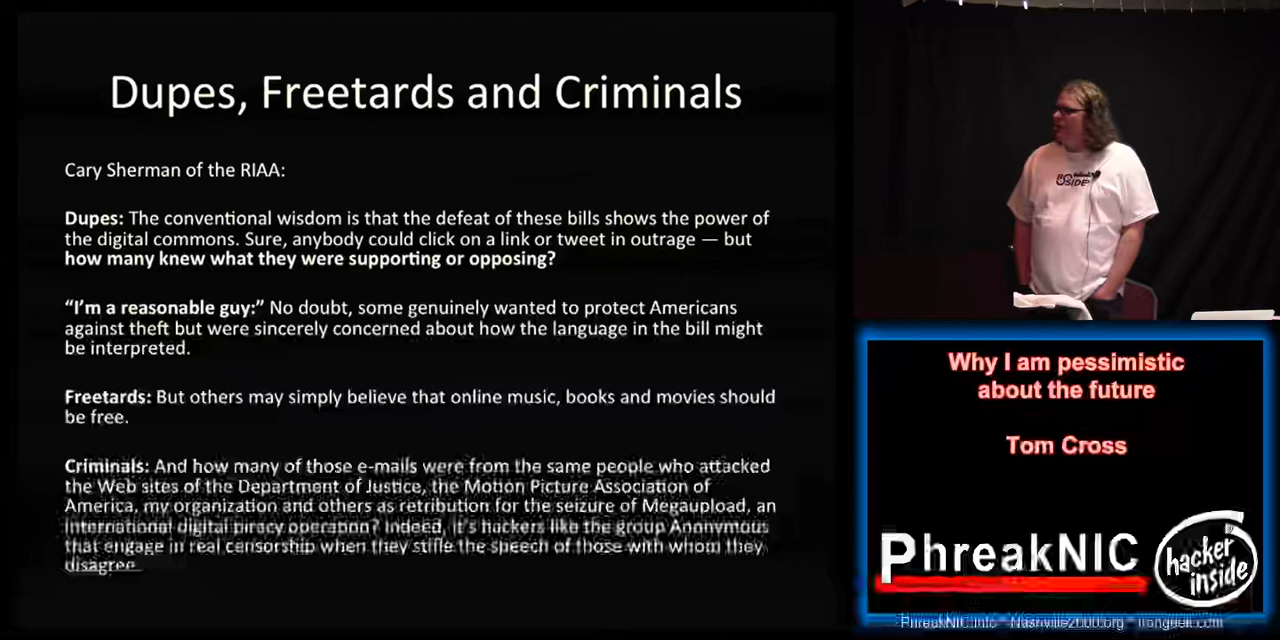 Dupes, Freetards and Criminals
Cary Sherman of the RIAA:
Dupes: The conventional wisdom is that the defeat of these bills shows the power of
the digital commons. Sure, anybody could click on a link or tweet in outrage — but
how many knew what they were supporting or opposing?
“I’m a reasonable guy:” No doubt, some genuinely wanted to protect Americans
against theft but were sincerely concerned about how the language in the bill might
be interpreted.
Freetards: But others may simply believe that online music, books and movies should
be free.
Criminals: And how many of those e-mails were from the same people who attacked
the Web sites of the Department of Justice, the Motion Picture Association of
America, my organization and others as retribution for the seizure of Megaupload, an
international digital piracy operation? Indeed, it’s hackers like the group Anonymous
that engage in real censorship when they stifle the speech of those with whom they
disagree.
SIDE
Why I am pessimistic
about the future
Tom Cross
PhreakNIC
hacker
inside
PhreakNIC.info - Nashville2600.org - Irongeek.com